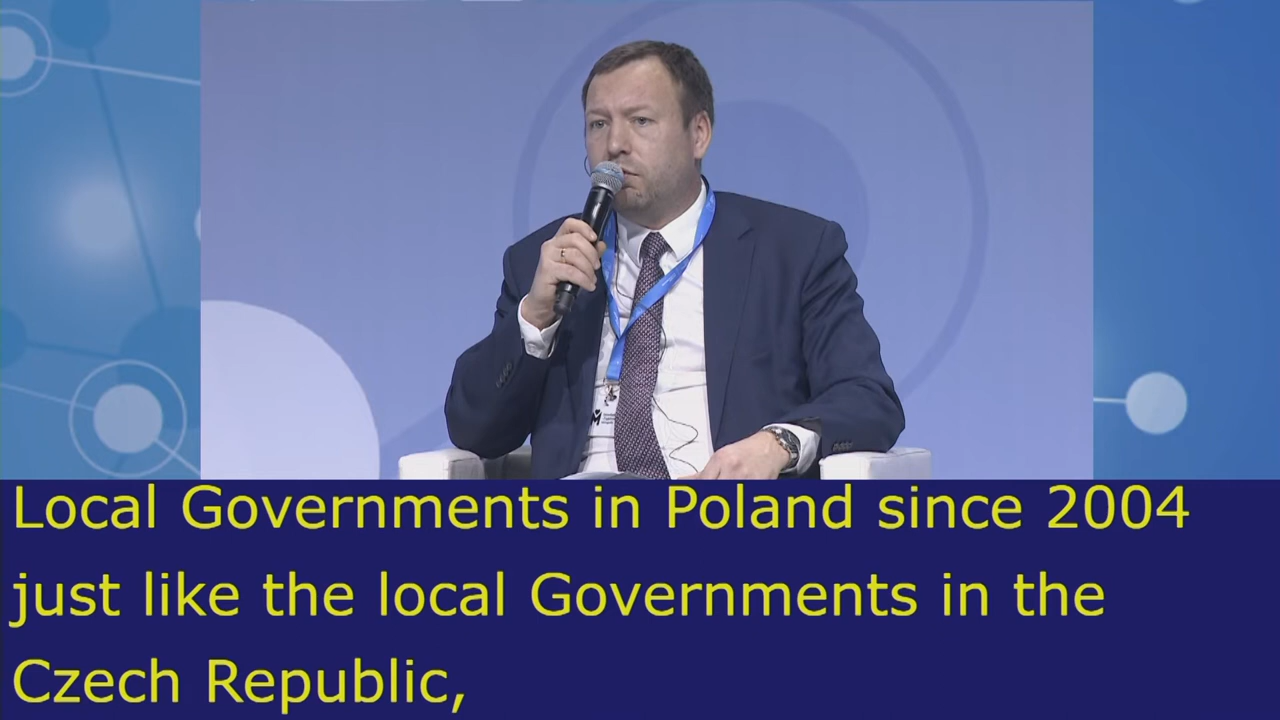 Local Governments in Poland since 2004
just like the local Governments in the
Czech Republic,